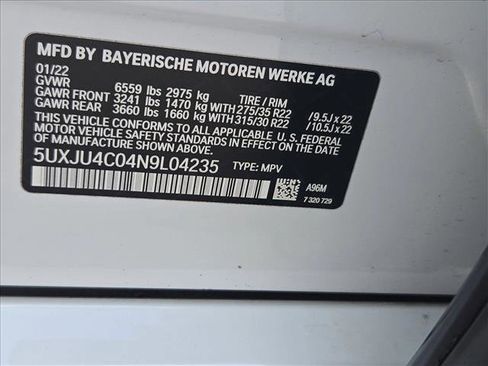 MFD BY BAYERISCHE MOTOREN WERKE AG
01/22
GVWR 6559 lbs 2975 kg TIRE / RIM
GAWR FRONT 3241 lbs 1470 kg WITH 275/35 R22 /9.5J x 22
GAWR REAR 3660 lbs 1660 kg WITH 315/30 R22 /10.5J x 22
THIS VEHICLE CONFORMS TO ALL APPLICABLE U. S. FEDERAL
MOTOR VEHICLE SAFETY STANDARDS IN EFFECT ON THE
DATE OF MANUFACTURE SHOWN ABOVE.
5UXJU4C04N9L04235 TYPE: MPV
A96M
7 320 729